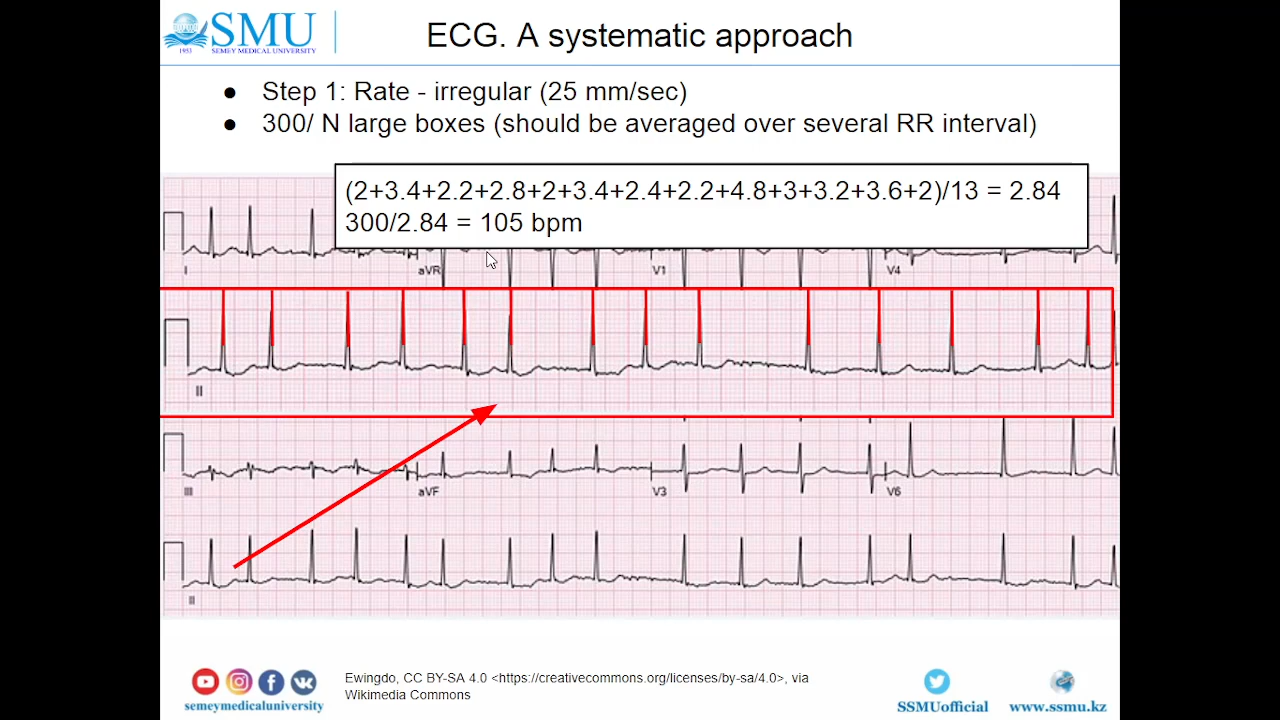 SMU
SEMEY MEDICAL UNIVERSITY
1953
ECG. A systematic approach
● Step 1: Rate - irregular (25 mm/sec)
● 300/ N large boxes (should be averaged over several RR interval)
(2+3.4+2.2+2.8+2+3.4+2.4+2.2+4.8+3+3.2+3.6+2)/13 = 2.84
300/2.84 = 105 bpm
I aVR V1 V4
II
III aVF V3 V6
II
Ewingdo, CC BY-SA 4.0 <https://creativecommons.org/licenses/by-sa/4.0>, via
Wikimedia Commons
semeymedicaluniversity
SSMUofficial
www.ssmu.kz